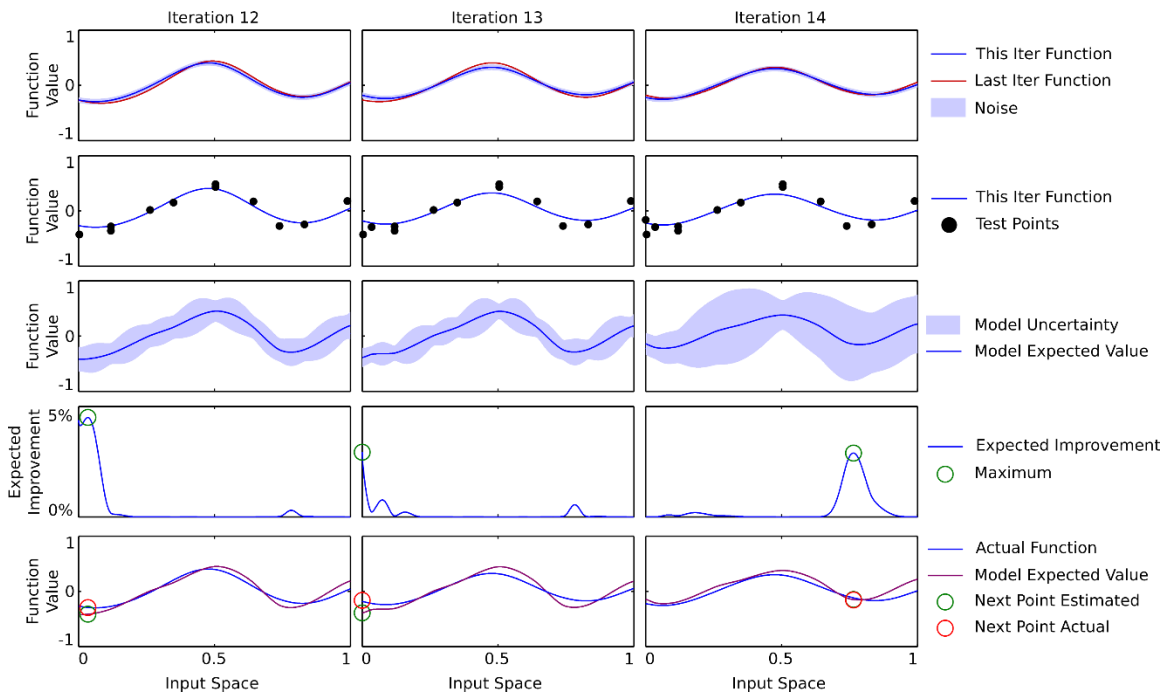 Iteration 12
Iteration 13
Iteration 14
Function
Value
1
0
-1
This Iter Function
Last Iter Function
Noise
Function
Value
1
0
-1
This Iter Function
Test Points
Function
Value
1
0
-1
Model Uncertainty
Model Expected Value
Expected
Improvement
5%
0%
Expected Improvement
Maximum
Function
Value
1
0
-1
Actual Function
Model Expected Value
Next Point Estimated
Next Point Actual
0 0.5 1
0 0.5 1
0 0.5 1
Input Space
Input Space
Input Space